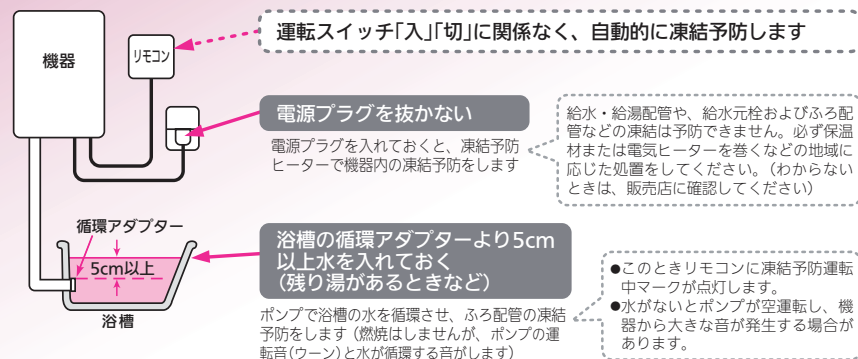 運転スイッチ「入」「切」に関係なく、自動的に凍結予防します
機器
リモコン
電源プラグを抜かない
電源プラグを入れておくと、凍結予防
ヒーターで機器内の凍結予防をします
給水・給湯配管や、給水元栓およびふろ配
管などの凍結は予防できません。必ず保温
材または電気ヒーターを巻くなどの地域に
応じた処置をしてください。（わからない
ときは、販売店に確認してください）
循環アダプター
5cm以上
浴槽
浴槽の循環アダプターより5cm
以上水を入れておく
（残り湯があるときなど）
ポンプで浴槽の水を循環させ、ふろ配管の凍結
予防をします（燃焼はしませんが、ポンプの運
転音（ウーン）と水が循環する音がします）
●このときリモコンに凍結予防運転
中マークが点灯します。
●水がないとポンプが空運転し、機
器から大きな音が発生する場合が
あります。